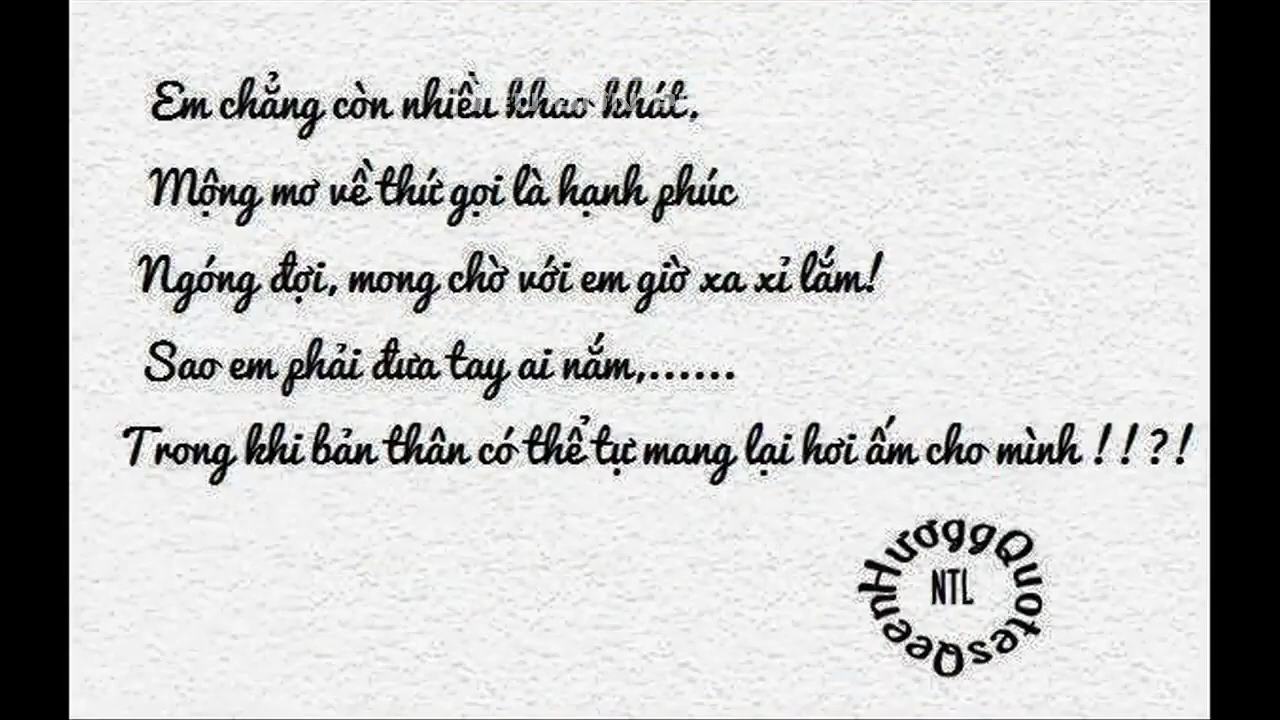 Em chẳng còn nhiều khao khát.
Mộng mơ về thứ gọi là hạnh phúc
Ngóng đợi, mong chờ với em giờ xa xỉ lắm!
Sao em phải đưa tay ai nắm,......
Trong khi bản thân có thể tự mang lại hơi ấm cho mình ! ! ? !
QeenHươggQuotes
NTL